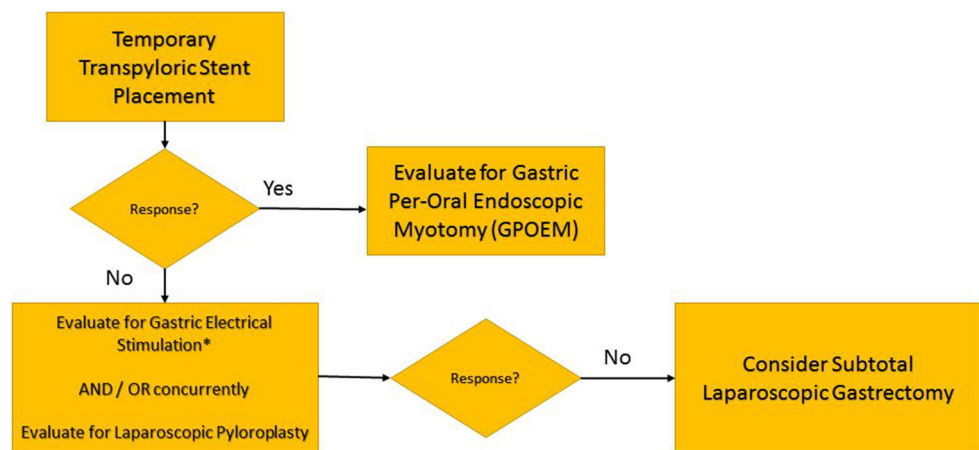 Temporary
Transpyloric Stent
Placement
Response?
Yes
Evaluate for Gastric
Per-Oral Endoscopic
Myotomy (GPOEM)
No
Evaluate for Gastric Electrical
Stimulation*
AND / OR concurrently
Evaluate for Laparoscopic Pyloroplasty
Response?
No
Consider Subtotal
Laparoscopic Gastrectomy